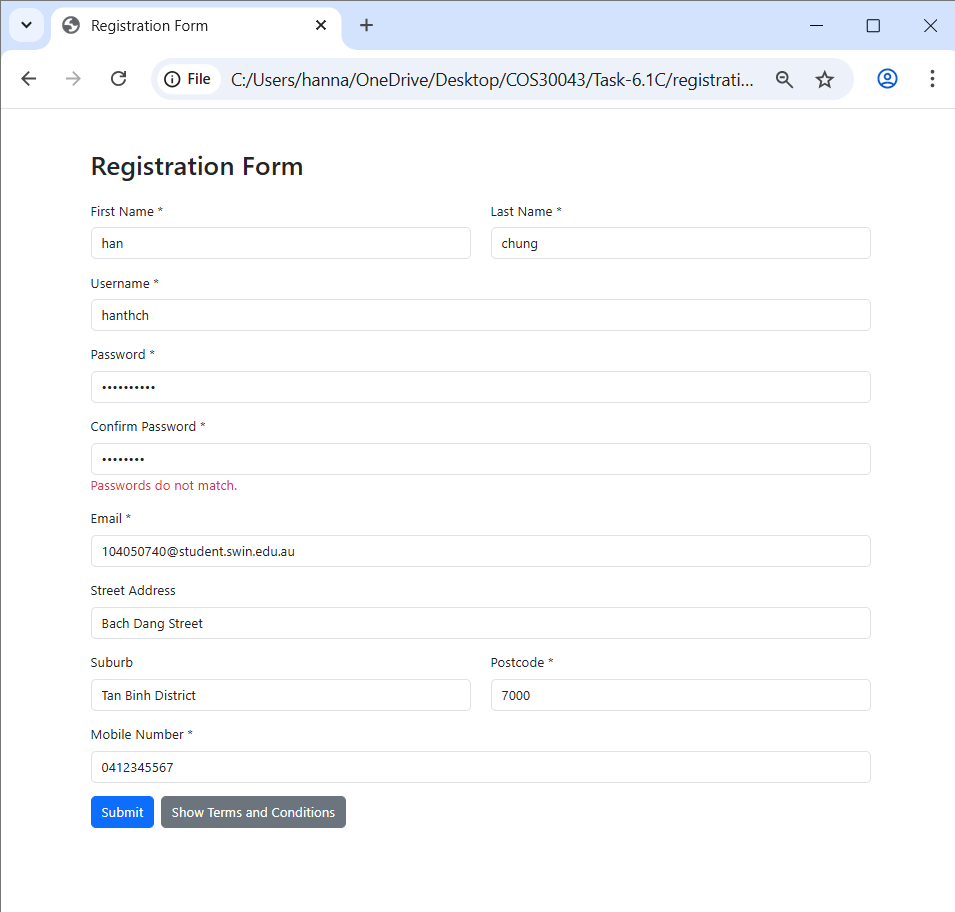 Registration Form
File C:/Users/hanna/OneDrive/Desktop/COS30043/Task-6.1C/registrati...
Registration Form
First Name * Last Name *
han chung
Username *
hanthch
Password *
••••••••••
Confirm Password *
••••••••
Passwords do not match.
Email *
104050740@student.swin.edu.au
Street Address
Bach Dang Street
Suburb Postcode *
Tan Binh District 7000
Mobile Number *
0412345567
Submit Show Terms and Conditions